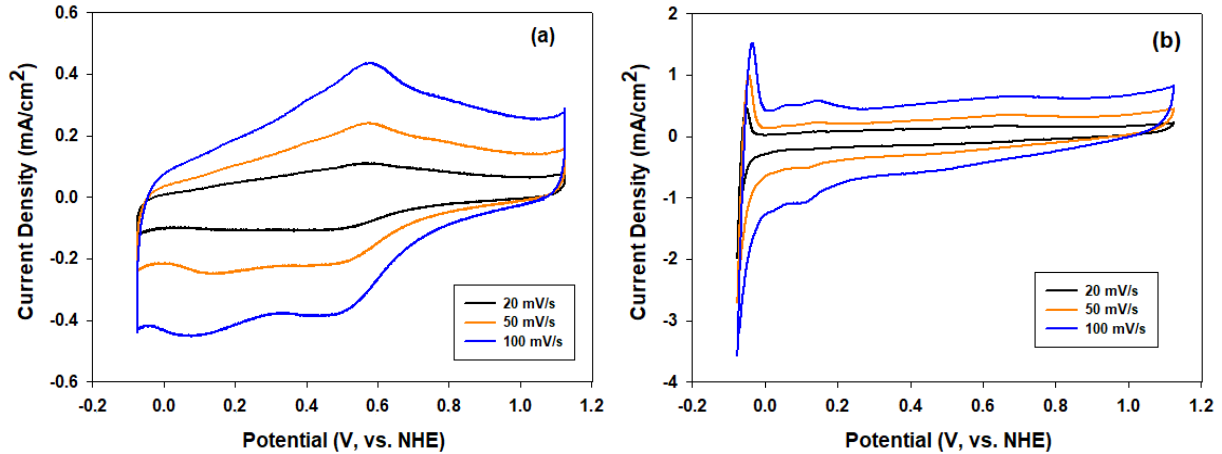 (a)
Current Density (mA/cm2)
0.6
0.4
0.2
0.0
-0.2
-0.4
-0.6
20 mV/s
50 mV/s
100 mV/s
-0.2 0.0 0.2 0.4 0.6 0.8 1.0 1.2
Potential (V, vs. NHE)
(b)
Current Density (mA/cm2)
2
1
0
-1
-2
-3
-4
20 mV/s
50 mV/s
100 mV/s
-0.2 0.0 0.2 0.4 0.6 0.8 1.0 1.2
Potential (V, vs. NHE)